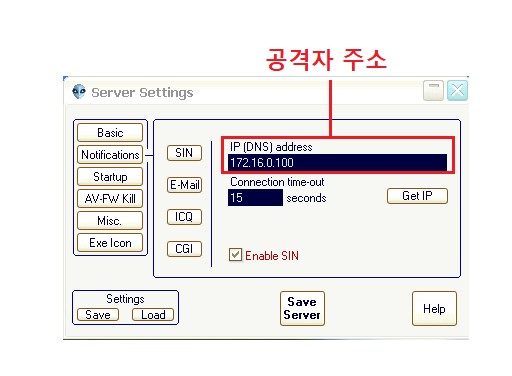 공격자 주소
Server Settings
Basic
Notifications
Startup
AV-FW Kill
Misc.
Exe Icon
SIN
E-Mail
ICQ
CGI
IP (DNS) address
172.16.0.100
Connection time-out
15 seconds
Get IP
Enable SIN
Settings
Save Load
Save
Server
Help